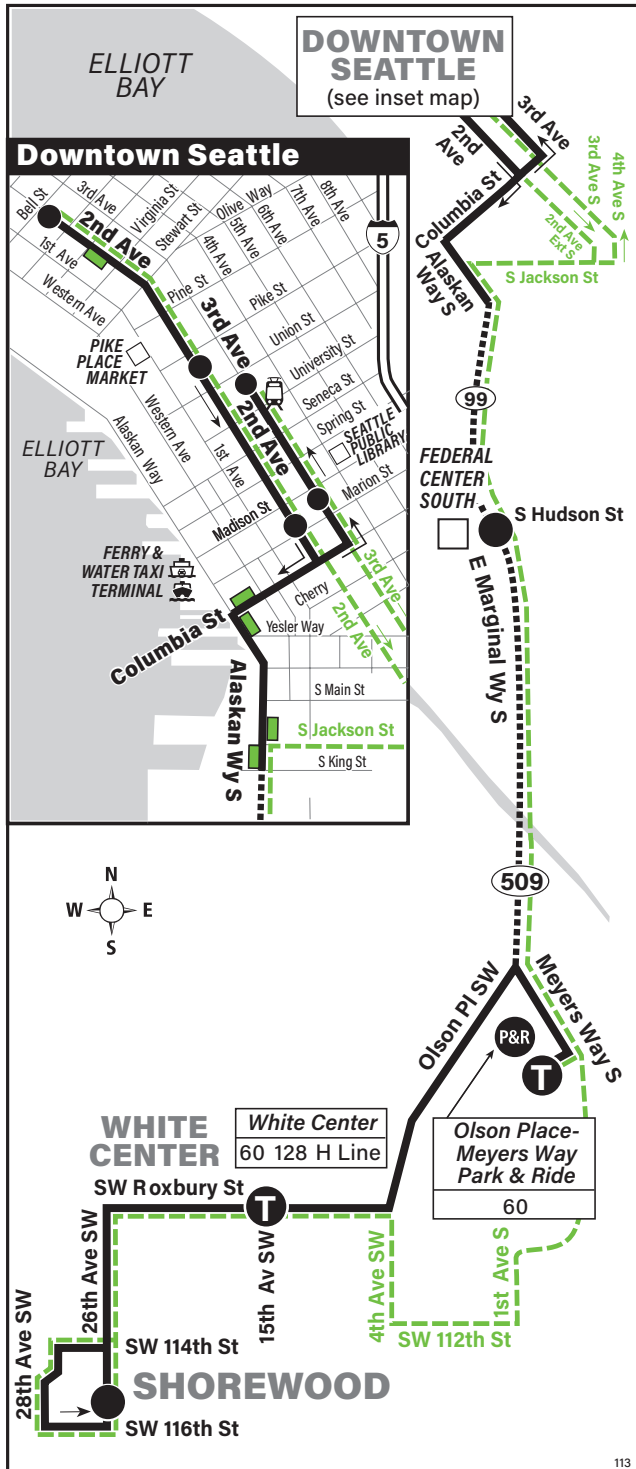 ELLIOTT
BAY
DOWNTOWN
SEATTLE
(see inset map)
3rd Ave
2nd
Ave
3rd Ave S
4th Ave S
Columbia St
2nd Ave
Ext S
Alaskan
Way S
S Jackson St
99
FEDERAL
CENTER
SOUTH
S Hudson St
E Marginal Wy S
509
Downtown Seattle
Bell St
3rd Ave
Virginia St
Stewart St
Olive Way
7th Ave
8th Ave
6th Ave
5th Ave
4th Ave
2nd Ave
1st Ave
Western Ave
Pine St
5
3rd Ave
Pike St
Union St
University St
Seneca St
Spring St
PIKE
PLACE
MARKET
Western Ave
Alaskan Way
2nd Ave
1st Ave
SEATTLE
PUBLIC
LIBRARY
ELLIOTT
BAY
Marion St
Madison St
FERRY &
WATER TAXI
TERMINAL
Cherry
3rd Ave
2nd Ave
Columbia St
Yesler Way
Alaskan Wy S
S Main St
S Jackson St
S King St
N
W
E
S
Olson Pl SW
Meyers Way S
P&R
T
WHITE
CENTER
White Center
60 128 H Line
Olson Place-
Meyers Way
Park & Ride
60
SW Roxbury St
T
26th Ave SW
15th Av SW
4th Ave SW
1st Ave S
SW 112th St
28th Ave SW
SW 114th St
SHOREWOOD
SW 116th St
113